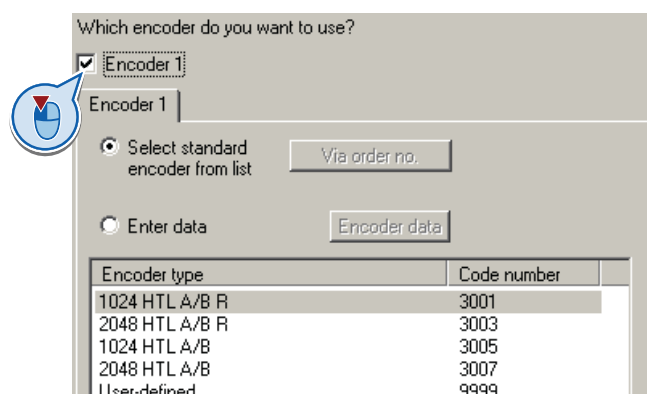 Which encoder do you want to use?
Encoder 1
Encoder 1
Select standard
encoder from list
Via order no.
Enter data
Encoder data
Encoder type Code number
1024 HTL A/B R 3001
2048 HTL A/B R 3003
1024 HTL A/B 3005
2048 HTL A/B 3007
User-defined 9999